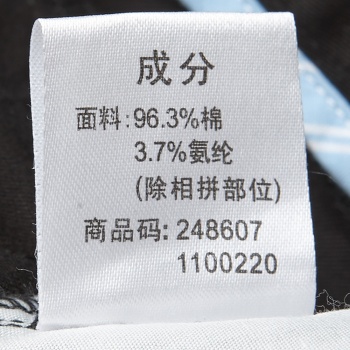 成分
面料:96.3%棉
3.7%氨纶
(除相拼部位)
商品码:248607
1100220